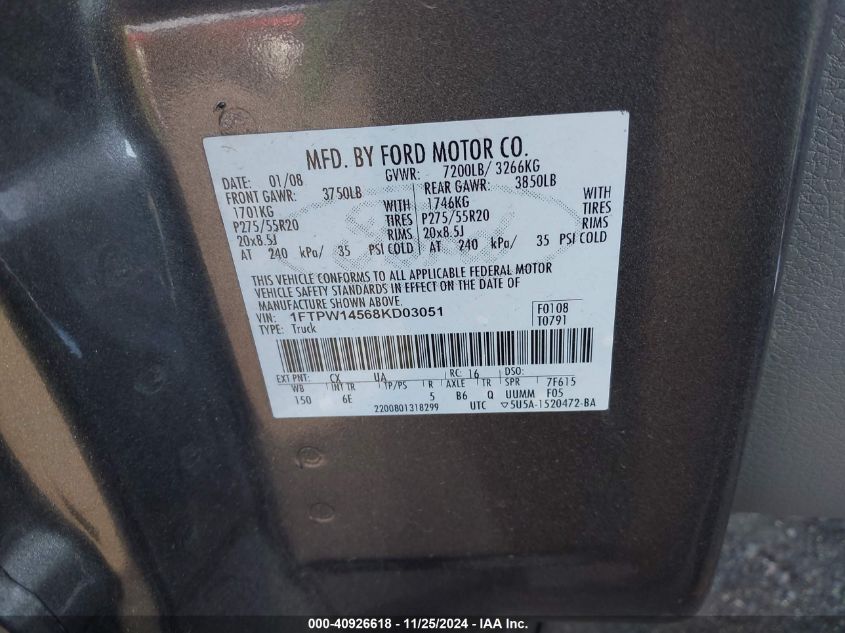 MFD. BY FORD MOTOR CO.
DATE: 01/08 GVWR: 7200LB/ 3266KG
FRONT GAWR: 3750LB REAR GAWR: 3850LB
1701KG WITH 1746KG WITH
P275/55R20 TIRES P275/55R20 TIRES
20x8.5J RIMS 20x8.5J RIMS
AT 240 kPa/ 35 PSI COLD AT 240 kPa/ 35 PSI COLD
THIS VEHICLE CONFORMS TO ALL APPLICABLE FEDERAL MOTOR
VEHICLE SAFETY STANDARDS IN EFFECT ON THE DATE OF
MANUFACTURE SHOWN ABOVE.
1FTPW14568KD03051
F0108
VIN:
TYPE: Truck
T0791
EXT PNT: CX UA RC: 16 DSO:
WB INT TR TP/PS R AXLE TR SPR 7F615
150 6E 5 B6 Q UUMM F05
2200801318299 UTC ▽5U5A-1520472-BA
000-40926618 - 11/25/2024 - IAAI.com.